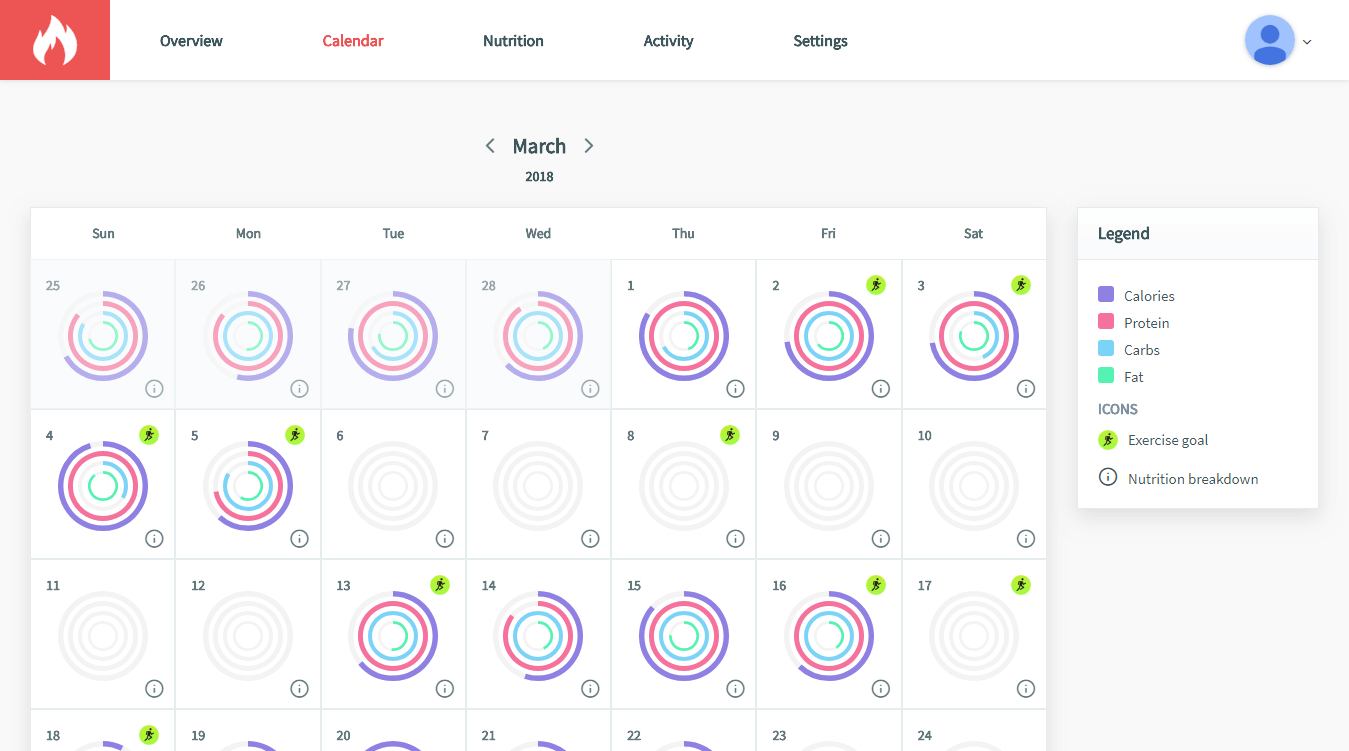 Overview Calendar Nutrition Activity Settings
March
2018
Sun Mon Tue Wed Thu Fri Sat
Legend
25 26 27 28 1 2 3
Calories
Protein
Carbs
Fat
ICONS
Exercise goal
Nutrition breakdown
4 5 6 7 8 9 10
11 12 13 14 15 16 17
18 19 20 21 22 23 24